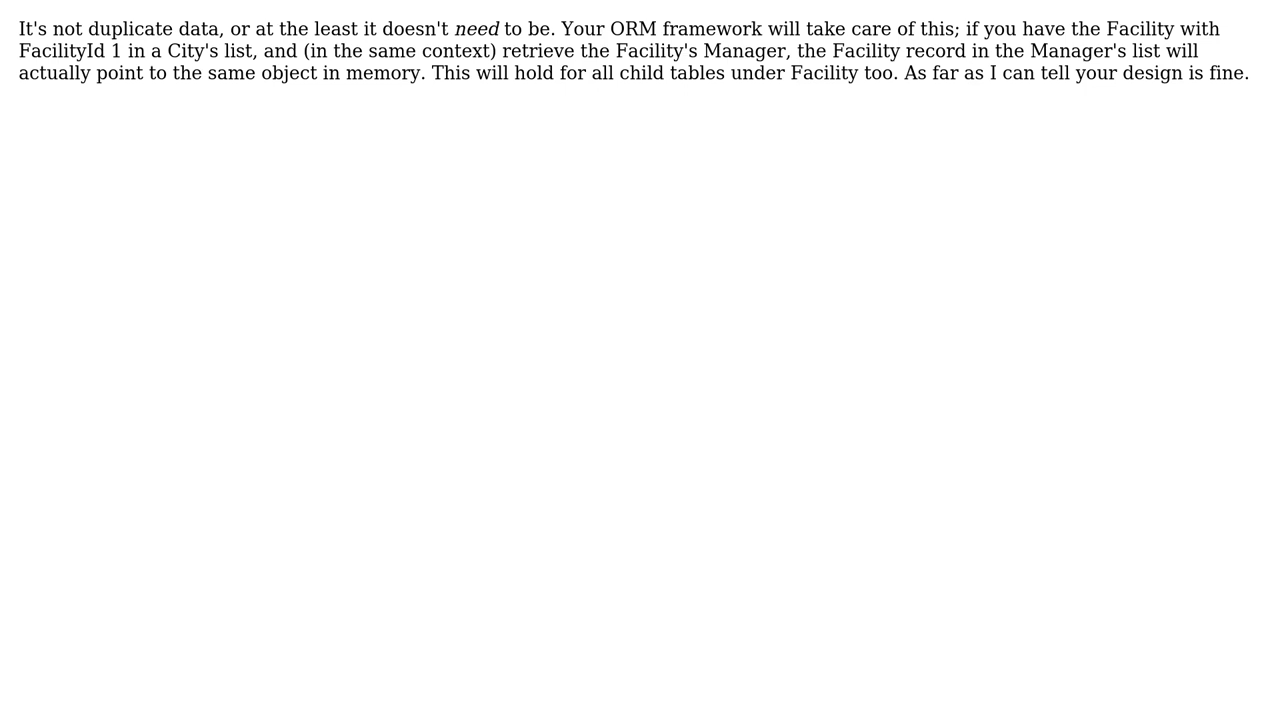 It's not duplicate data, or at the least it doesn't need to be. Your ORM framework will take care of this; if you have the Facility with
FacilityId 1 in a City's list, and (in the same context) retrieve the Facility's Manager, the Facility record in the Manager's list will
actually point to the same object in memory. This will hold for all child tables under Facility too. As far as I can tell your design is fine.